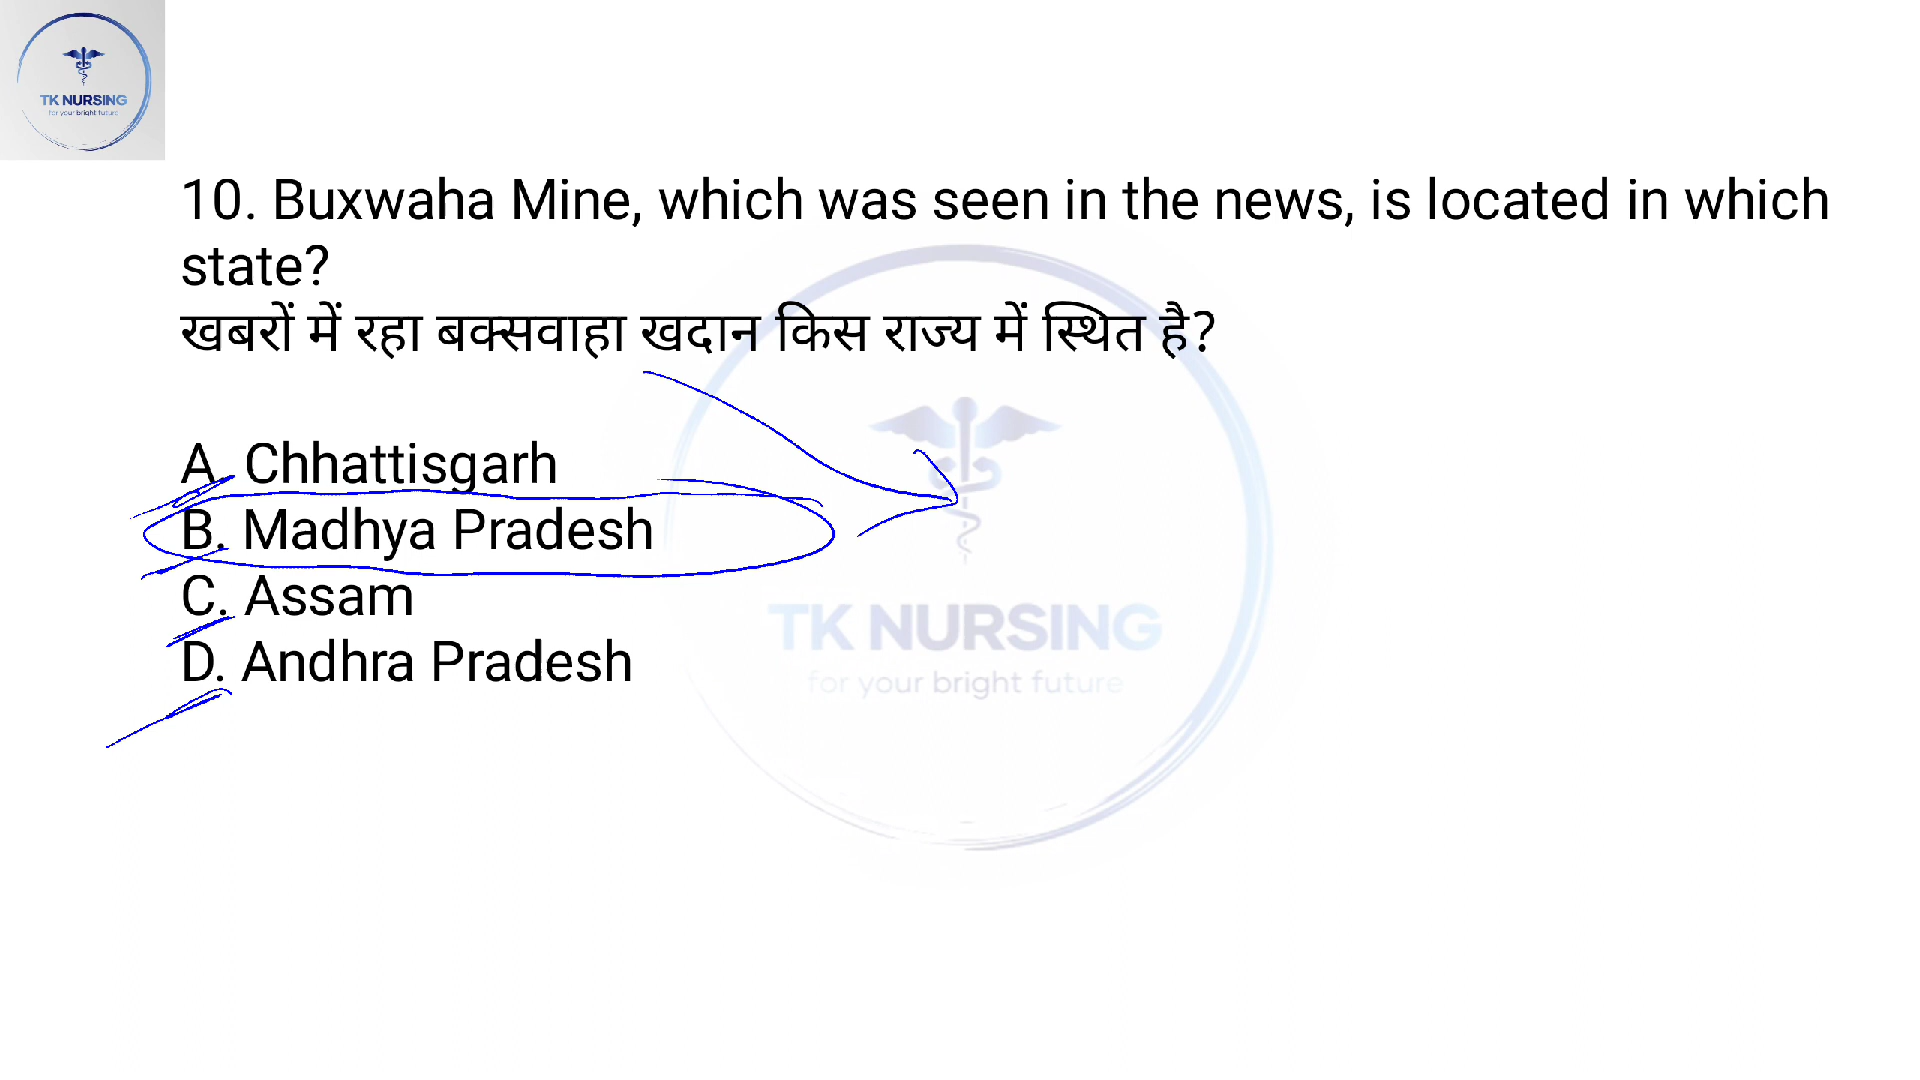 TK NURSING
for your bright future
10. Buxwaha Mine, which was seen in the news, is located in which
state?
खबरों में रहा बक्सवाहा खदान किस राज्य में स्थित है?
A. Chhattisgarh
B. Madhya Pradesh
C. Assam
D. Andhra Pradesh
TK NURSING
for your bright future